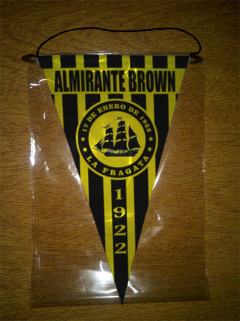 ALMIRANTE BROWN
17 DE ENERO DE 1922
LA FRAGATA
1922